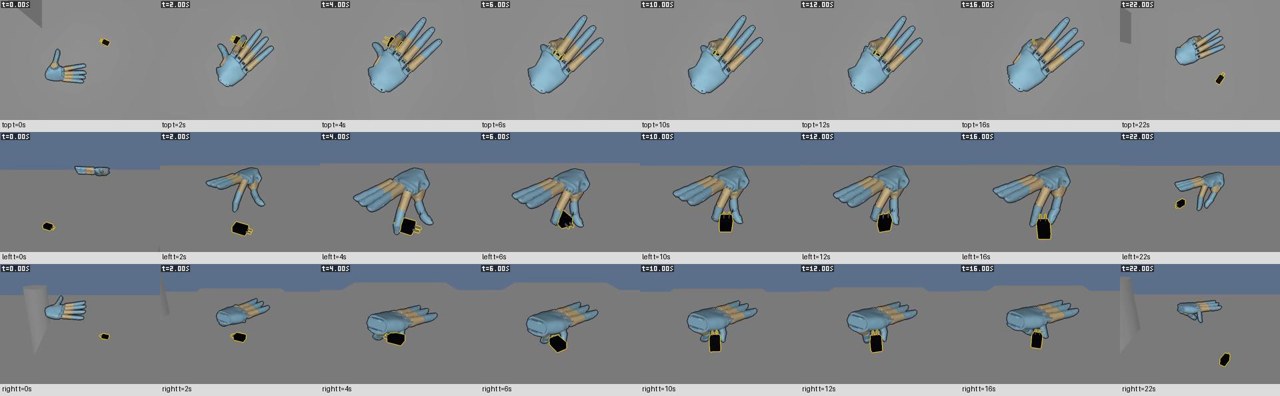 t=0.00s t=2.00s t=4.00s t=6.00s t=10.00s t=12.00s t=16.00s t=22.00s
top t=0s top t=2s top t=4s top t=6s top t=10s top t=12s top t=16s top t=22s
t=0.00s t=2.00s t=4.00s t=6.00s t=10.00s t=12.00s t=16.00s t=22.00s
left t=0s left t=2s left t=4s left t=6s left t=10s left t=12s left t=16s left t=22s
t=0.00s t=2.00s t=4.00s t=6.00s t=10.00s t=12.00s t=16.00s t=22.00s
right t=0s right t=2s right t=4s right t=6s right t=10s right t=12s right t=16s right t=22s